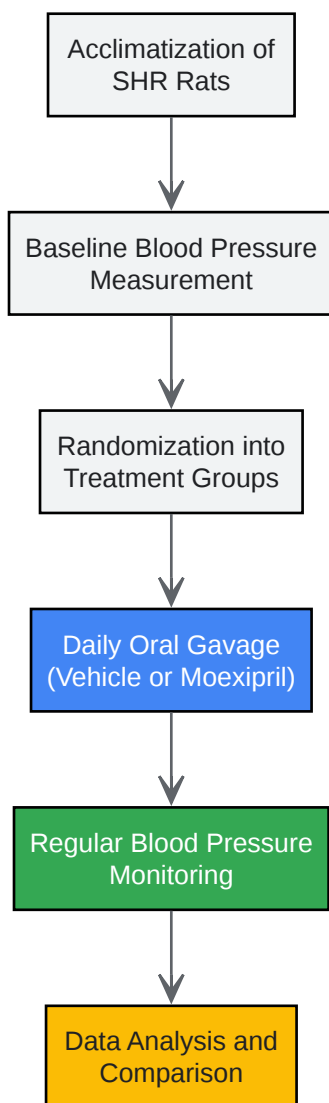 Acclimatization of
SHR Rats
Baseline Blood Pressure
Measurement
Randomization into
Treatment Groups
Daily Oral Gavage
(Vehicle or Moexipril)
Regular Blood Pressure
Monitoring
Data Analysis and
Comparison